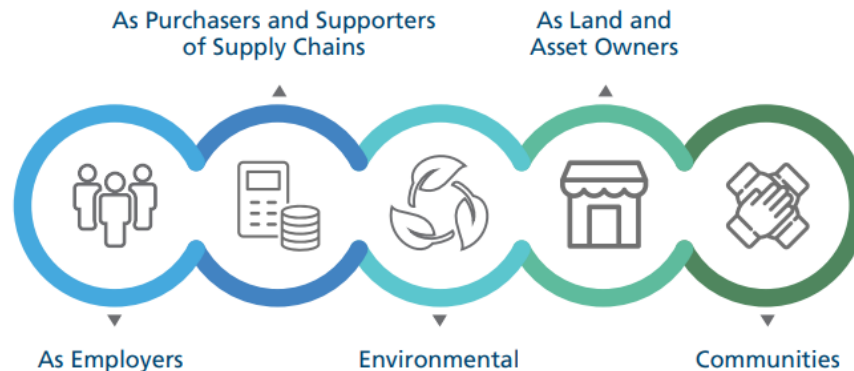 As Purchasers and Supporters
of Supply Chains
As Land and
Asset Owners
As Employers
Environmental
Communities